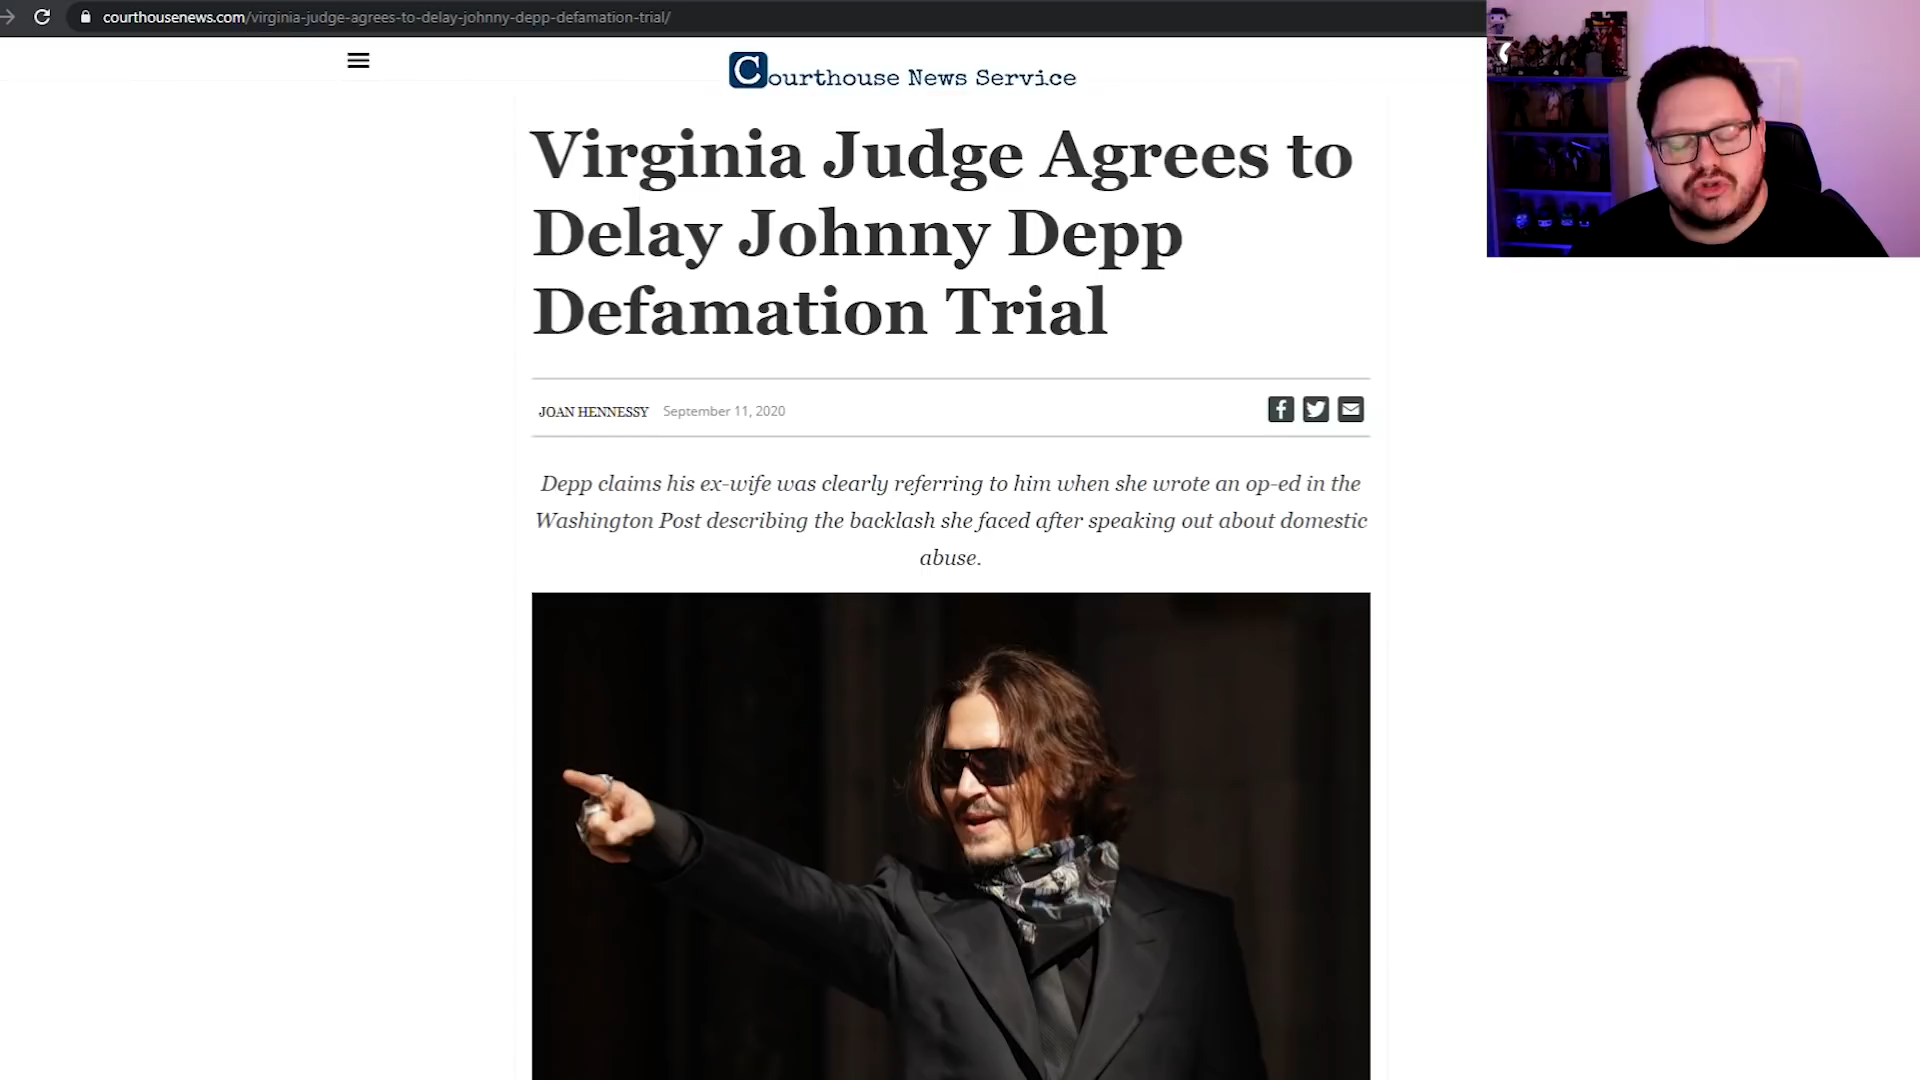 courthousenews.com/virginia-judge-agrees-to-delay-johnny-depp-defamation-trial/
Courthouse News Service
Virginia Judge Agrees to
Delay Johnny Depp
Defamation Trial
JOAN HENNESSY September 11, 2020
Depp claims his ex-wife was clearly referring to him when she wrote an op-ed in the
Washington Post describing the backlash she faced after speaking out about domestic
abuse.